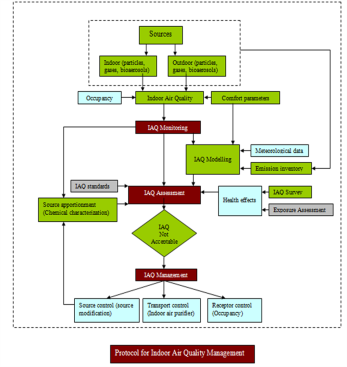 Sources
Indoor (particles,
gases, bioaerosols)
Outdoor (particles,
gases, bioaerosols)
Occupancy
Indoor Air Quality
Comfort parameters
IAQ Monitoring
IAQ Modelling
Meteorological data
Emission inventory
IAQ standards
IAQ Assessment
Health effects
IAQ Survey
Exposure Assessment
Source apportionment
(Chemical characterization)
IAQ
Not
Acceptable
IAQ Management
Source control (source
modification)
Transport control
(Indoor air purifier)
Receptor control
(Occupancy)
Protocol for Indoor Air Quality Management